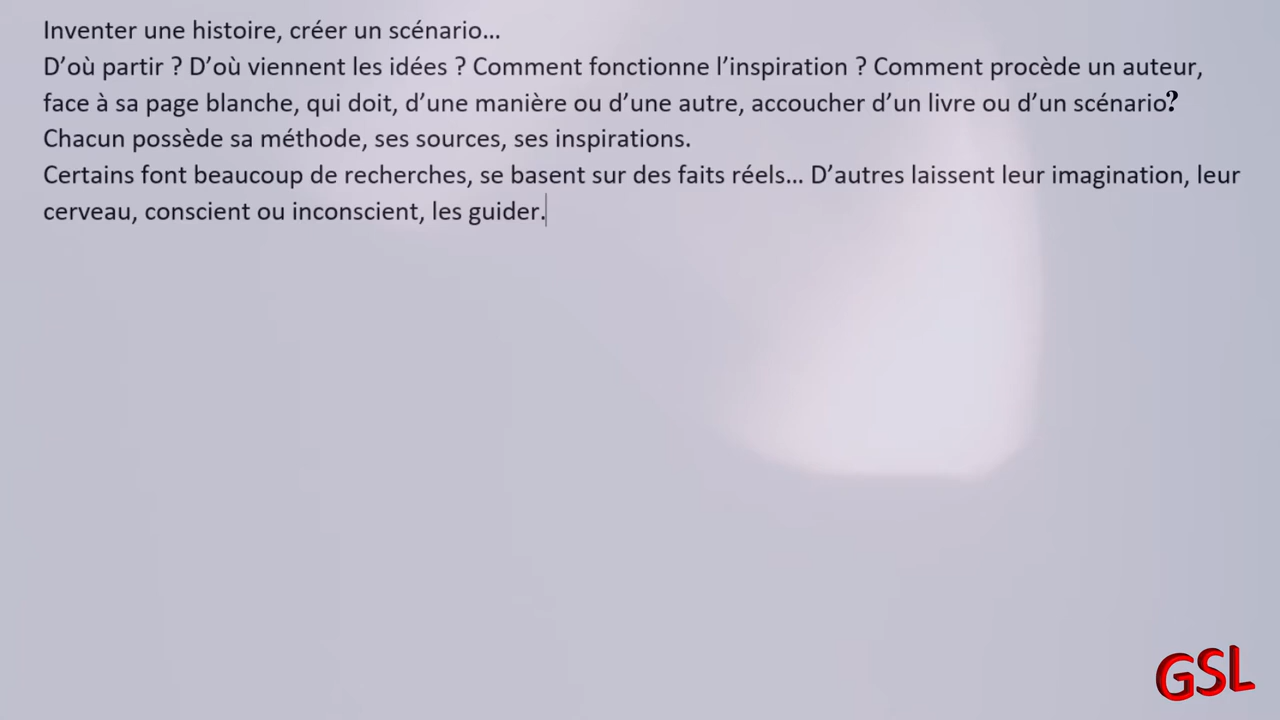 Inventer une histoire, créer un scénario…
D’où partir ? D’où viennent les idées ? Comment fonctionne l’inspiration ? Comment procède un auteur,
face à sa page blanche, qui doit, d’une manière ou d’une autre, accoucher d’un livre ou d’un scénario?
Chacun possède sa méthode, ses sources, ses inspirations.
Certains font beaucoup de recherches, se basent sur des faits réels… D’autres laissent leur imagination, leur
cerveau, conscient ou inconscient, les guider.
GSL